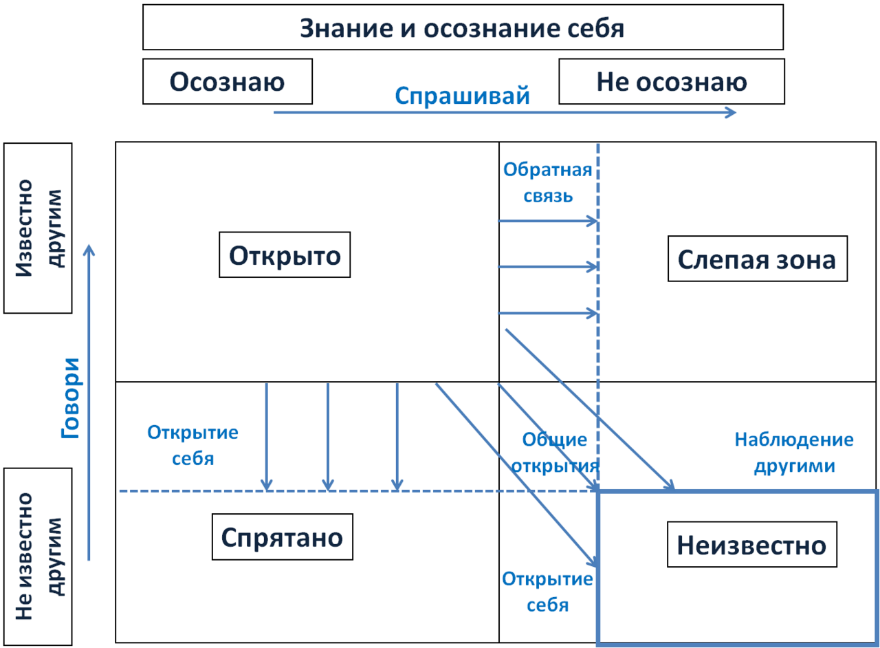 Знание и осознание себя
Осознаю
Спрашивай
Не осознаю
Известно
другим
Обратная
связь
Открыто
Слепая зона
Говори
Открытие
себя
Общие
открытия
Наблюдение
другими
Не известно
другим
Спрятано
Неизвестно
Открытие
себя